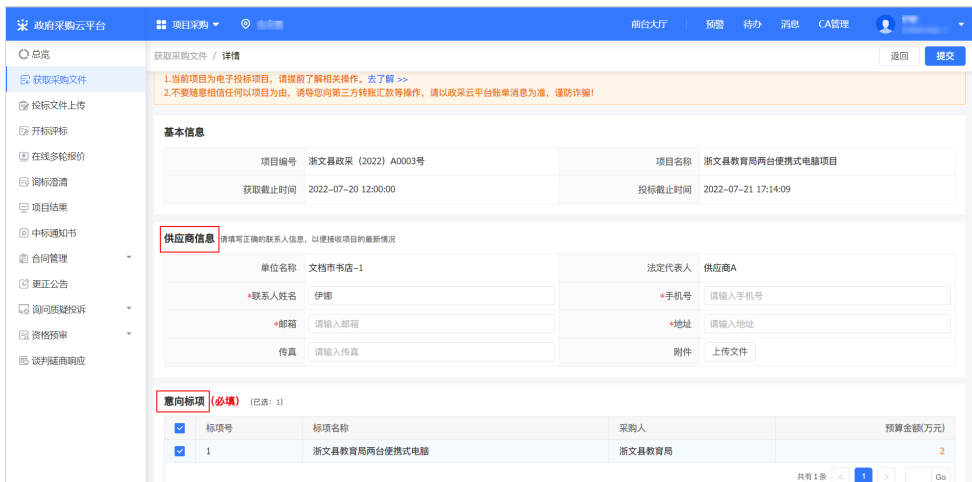 政府采购云平台
项目采购
前台大厅 预警 待办 消息 CA管理
总览
获取采购文件
投标文件上传
开标评标
在线多轮报价
询标澄清
项目结果
中标通知书
合同管理
更正公告
询问质疑投诉
资格预审
谈判磋商响应
获取采购文件 / 详情
返回 提交
1.当前项目为电子投标项目，请提前了解相关操作。去了解 >>
2.不要随意相信任何以项目为由，诱导您向第三方转账汇款等操作，请以政采云平台账单消息为准，谨防诈骗！
基本信息
项目编号 浙文县政采（2022）A0003号 项目名称 浙文县教育局两台便携式电脑项目
获取截止时间 2022-07-20 12:00:00 投标截止时间 2022-07-21 17:14:09
供应商信息 请填写正确的联系人信息，以便接收项目的最新情况
单位名称 文档市书店-1 法定代表人 供应商A
*联系人姓名 伊娜 *手机号 请输入手机号
*邮箱 请输入邮箱 *地址 请输入地址
传真 请输入传真 附件 上传文件
意向标项 (必填) （已选：1）
标项号 标项名称 采购人 预算金额(万元)
1 浙文县教育局两台便携式电脑 浙文县教育局 2
共有1条 < 1 > Go